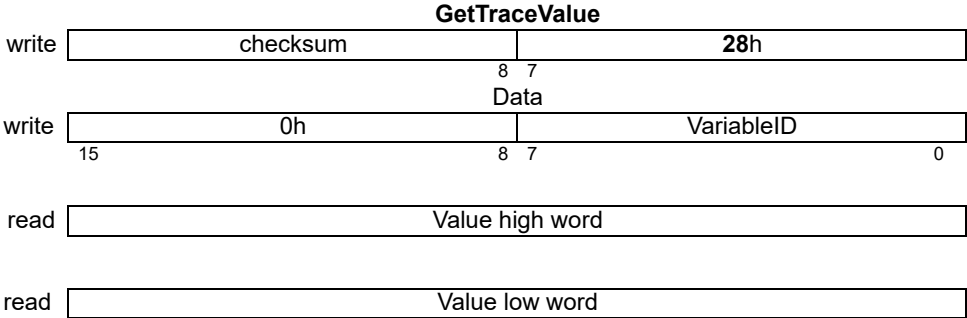 GetTraceValue
write checksum 28h
8 7
Data
write 0h VariableID
15 8 7 0
read Value high word
read Value low word